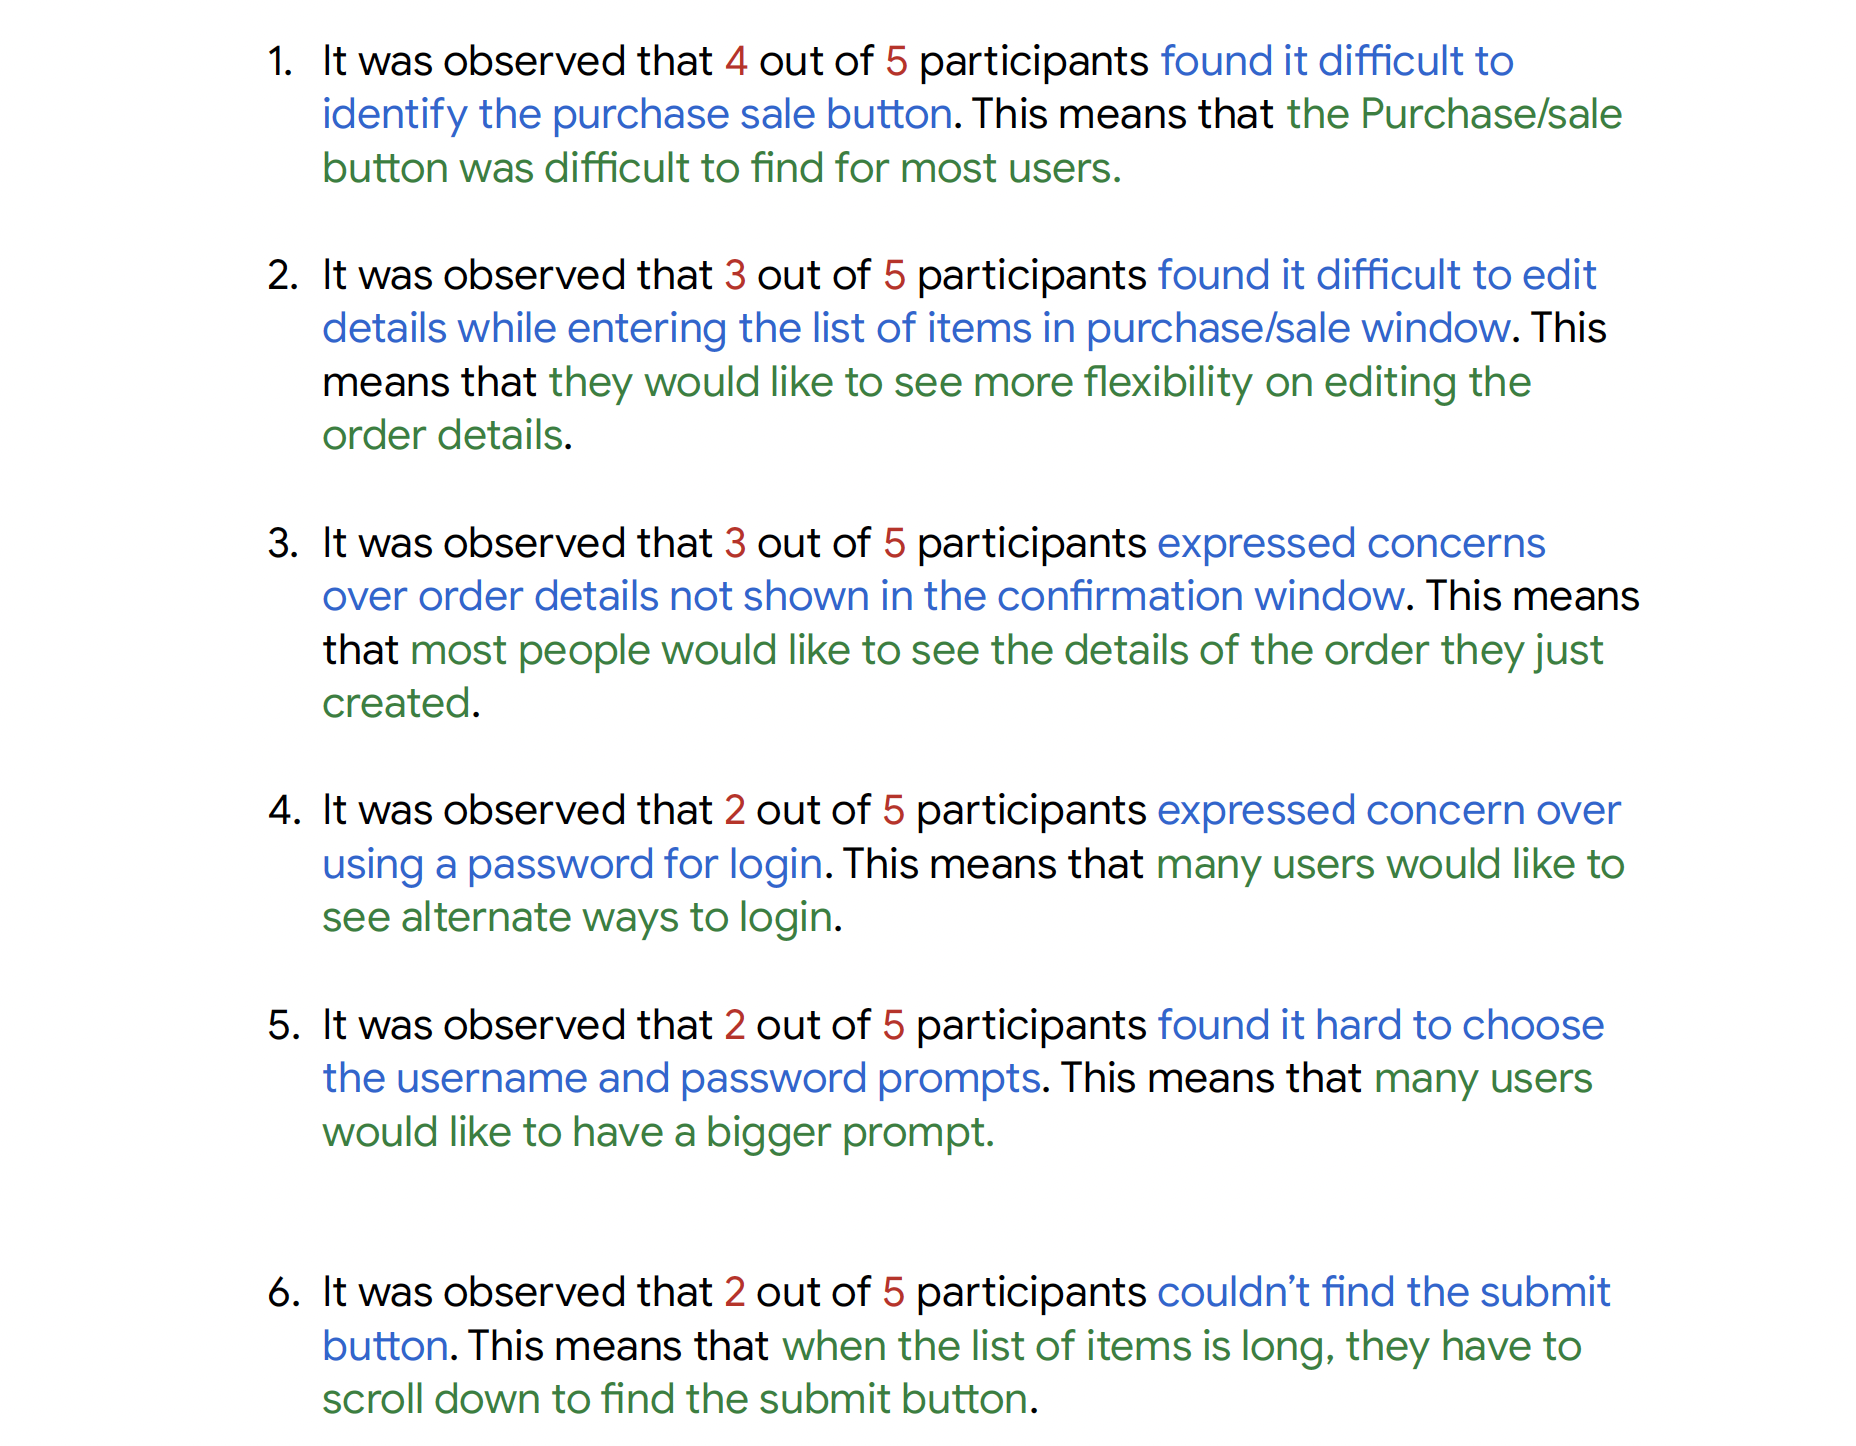 1. It was observed that 4 out of 5 participants found it difficult to
identify the purchase sale button. This means that the Purchase/sale
button was difficult to find for most users.
2. It was observed that 3 out of 5 participants found it difficult to edit
details while entering the list of items in purchase/sale window. This
means that they would like to see more flexibility on editing the
order details.
3. It was observed that 3 out of 5 participants expressed concerns
over order details not shown in the confirmation window. This means
that most people would like to see the details of the order they just
created.
4. It was observed that 2 out of 5 participants expressed concern over
using a password for login. This means that many users would like to
see alternate ways to login.
5. It was observed that 2 out of 5 participants found it hard to choose
the username and password prompts. This means that many users
would like to have a bigger prompt.
6. It was observed that 2 out of 5 participants couldn’t find the submit
button. This means that when the list of items is long, they have to
scroll down to find the submit button.